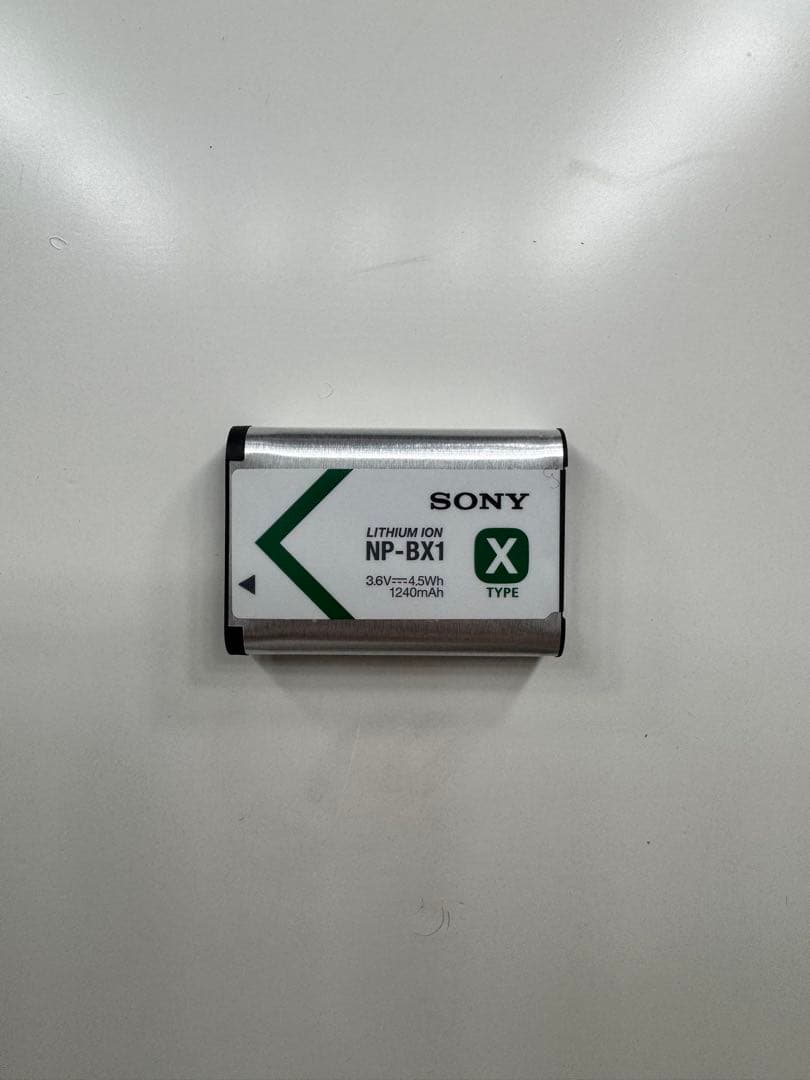 SONY
LITHIUM ION
NP-BX1
3.6V⎓4.5Wh
1240mAh
X
TYPE